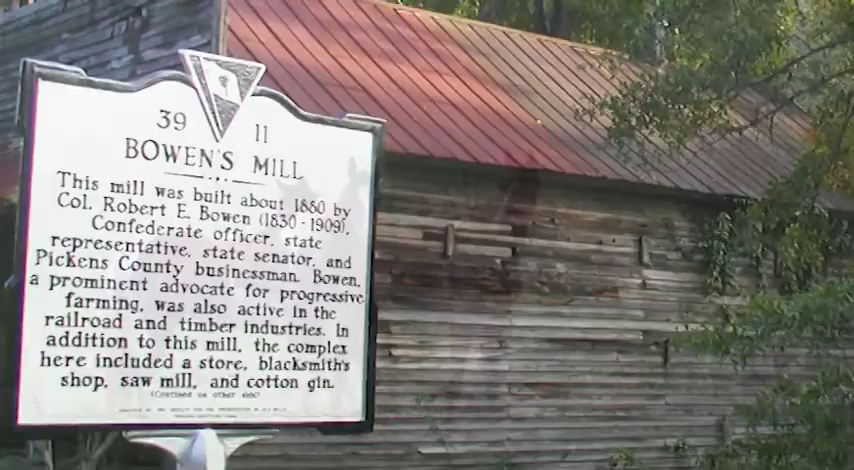 39 11
BOWEN'S MILL
This mill was built about 1880 by
Col. Robert E. Bowen (1830-1909),
Confederate officer, state
representative, state senator, and
Pickens County businessman. Bowen,
a prominent advocate for progressive
farming, was also active in the
railroad and timber industries. In
addition to this mill, the complex
here included a store, blacksmith's
shop, saw mill, and cotton gin.
(Continued on other side)